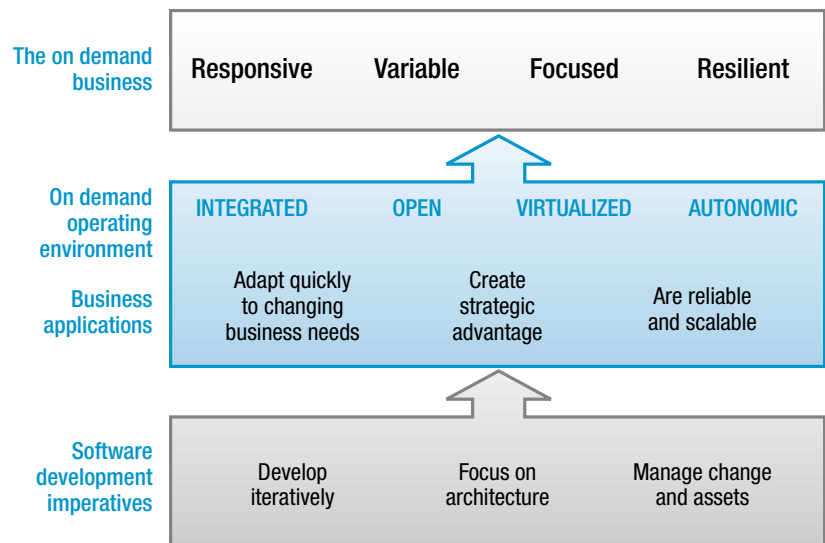 The on demand
business
Responsive Variable Focused Resilient
On demand
operating
environment
INTEGRATED OPEN VIRTUALIZED AUTONOMIC
Business
applications
Adapt quickly
to changing
business needs
Create
strategic
advantage
Are reliable
and scalable
Software
development
imperatives
Develop
iteratively
Focus on
architecture
Manage change
and assets